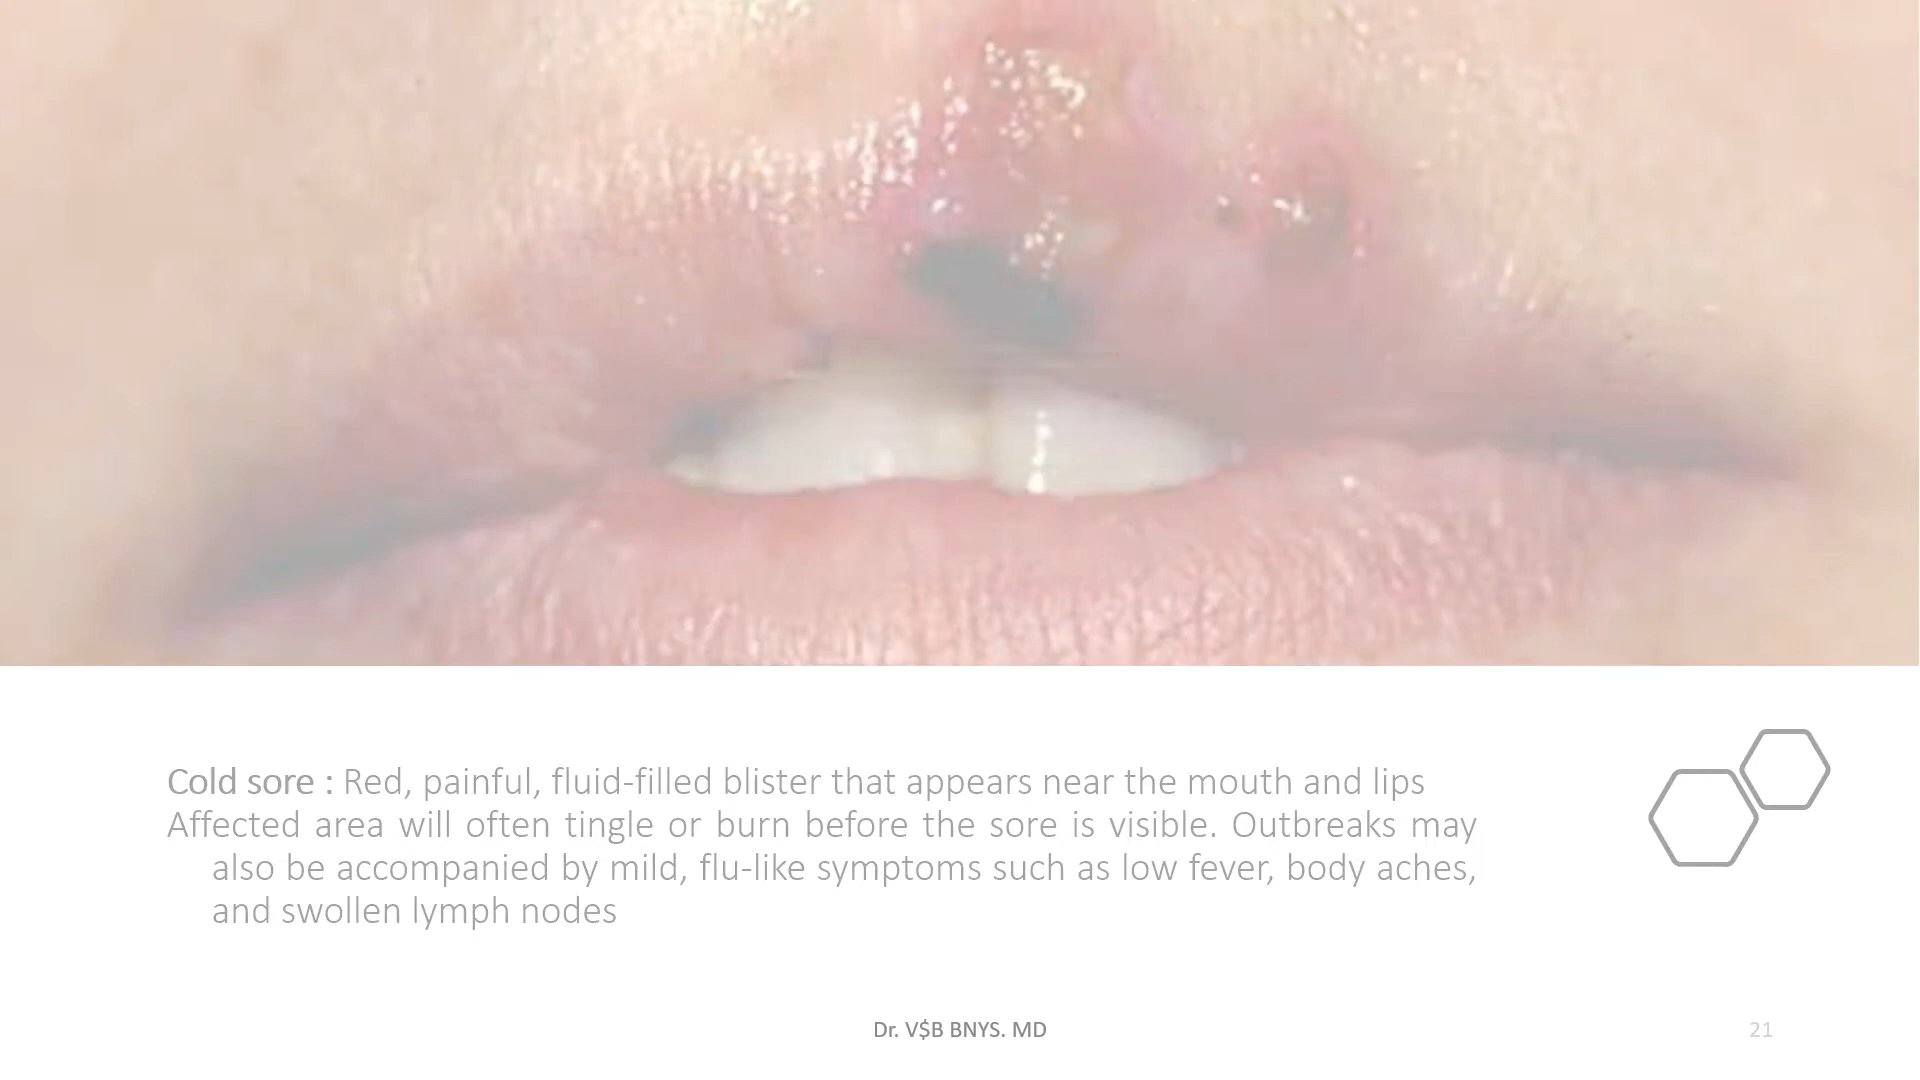 Cold sore : Red, painful, fluid-filled blister that appears near the mouth and lips
Affected area will often tingle or burn before the sore is visible. Outbreaks may
also be accompanied by mild, flu-like symptoms such as low fever, body aches,
and swollen lymph nodes
Dr. V$B BNYS. MD
21